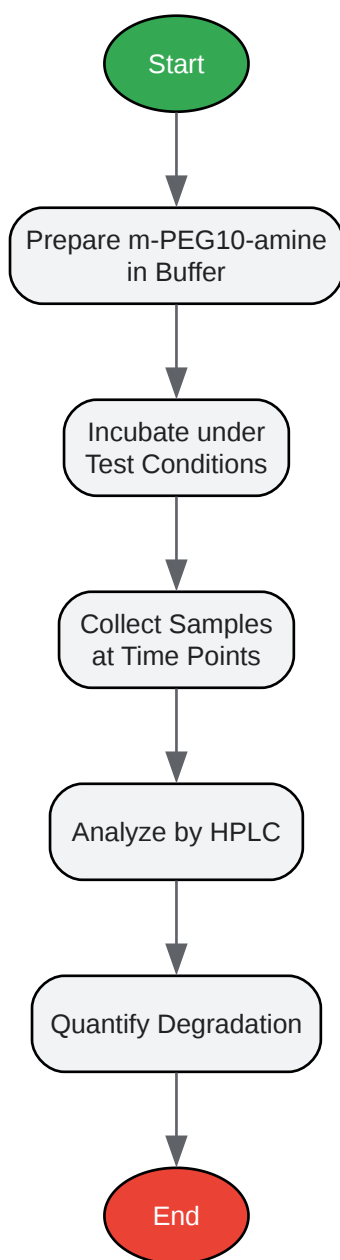 Start
Prepare m-PEG10-amine
in Buffer
Incubate under
Test Conditions
Collect Samples
at Time Points
Analyze by HPLC
Quantify Degradation
End